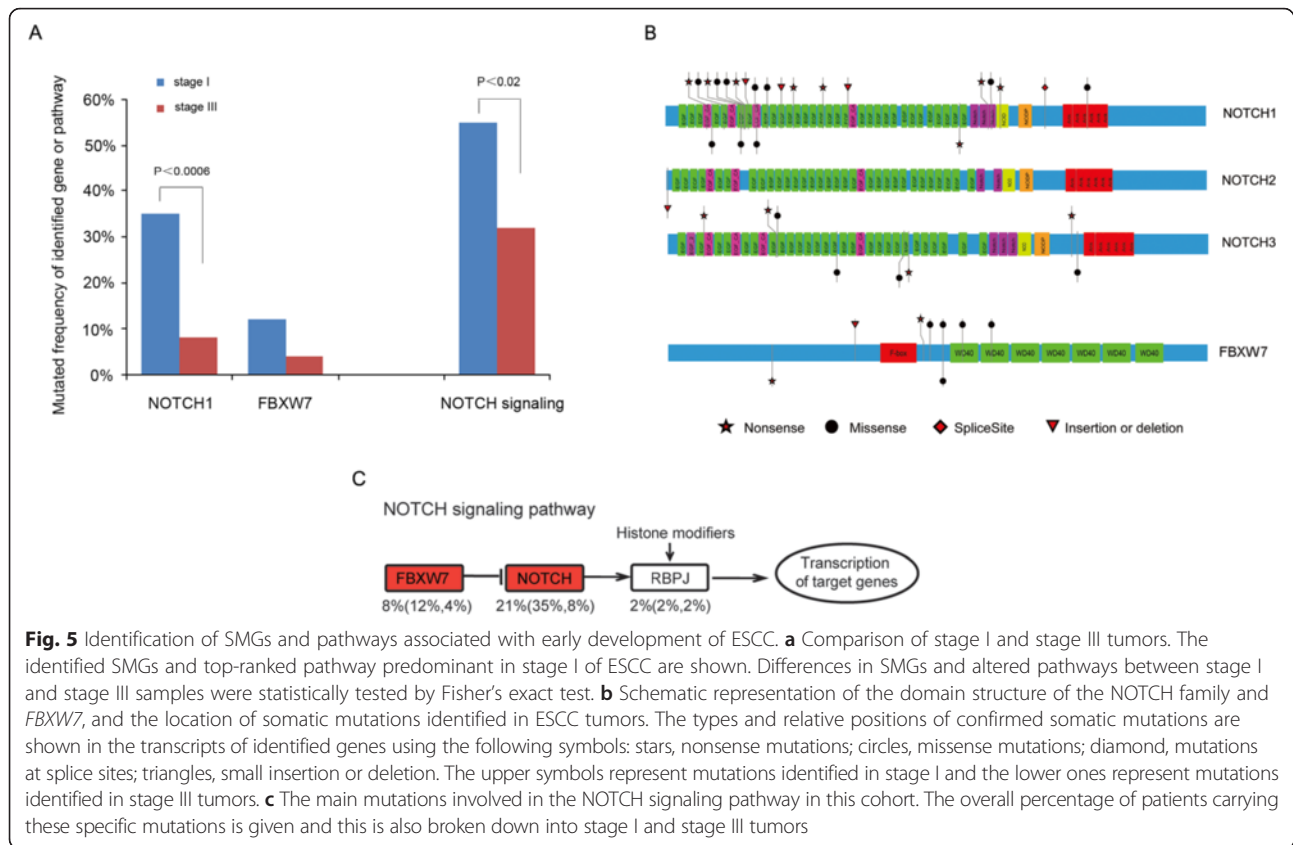 A
stage I
stage III
P<0.0006
P<0.02
Mutated frequency of identified gene or pathway
60%
50%
40%
30%
20%
10%
0%
NOTCH1
FBXW7
NOTCH signaling
B
NOTCH1
NOTCH2
NOTCH3
FBXW7
F-box
WD40 WD40 WD40 WD40 WD40 WD40 WD40
Nonsense
Missense
SpliceSite
Insertion or deletion
C
NOTCH signaling pathway
Histone modifiers
FBXW7
NOTCH
RBPJ
Transcription
of target genes
8%(12%,4%)
21%(35%,8%)
2%(2%,2%)
Fig. 5 Identification of SMGs and pathways associated with early development of ESCC. a Comparison of stage I and stage III tumors. The
identified SMGs and top-ranked pathway predominant in stage I of ESCC are shown. Differences in SMGs and altered pathways between stage I
and stage III samples were statistically tested by Fisher's exact test. b Schematic representation of the domain structure of the NOTCH family and
FBXW7, and the location of somatic mutations identified in ESCC tumors. The types and relative positions of confirmed somatic mutations are
shown in the transcripts of identified genes using the following symbols: stars, nonsense mutations; circles, missense mutations; diamond, mutations
at splice sites; triangles, small insertion or deletion. The upper symbols represent mutations identified in stage I and the lower ones represent mutations
identified in stage III tumors. c The main mutations involved in the NOTCH signaling pathway in this cohort. The overall percentage of patients carrying
these specific mutations is given and this is also broken down into stage I and stage III tumors